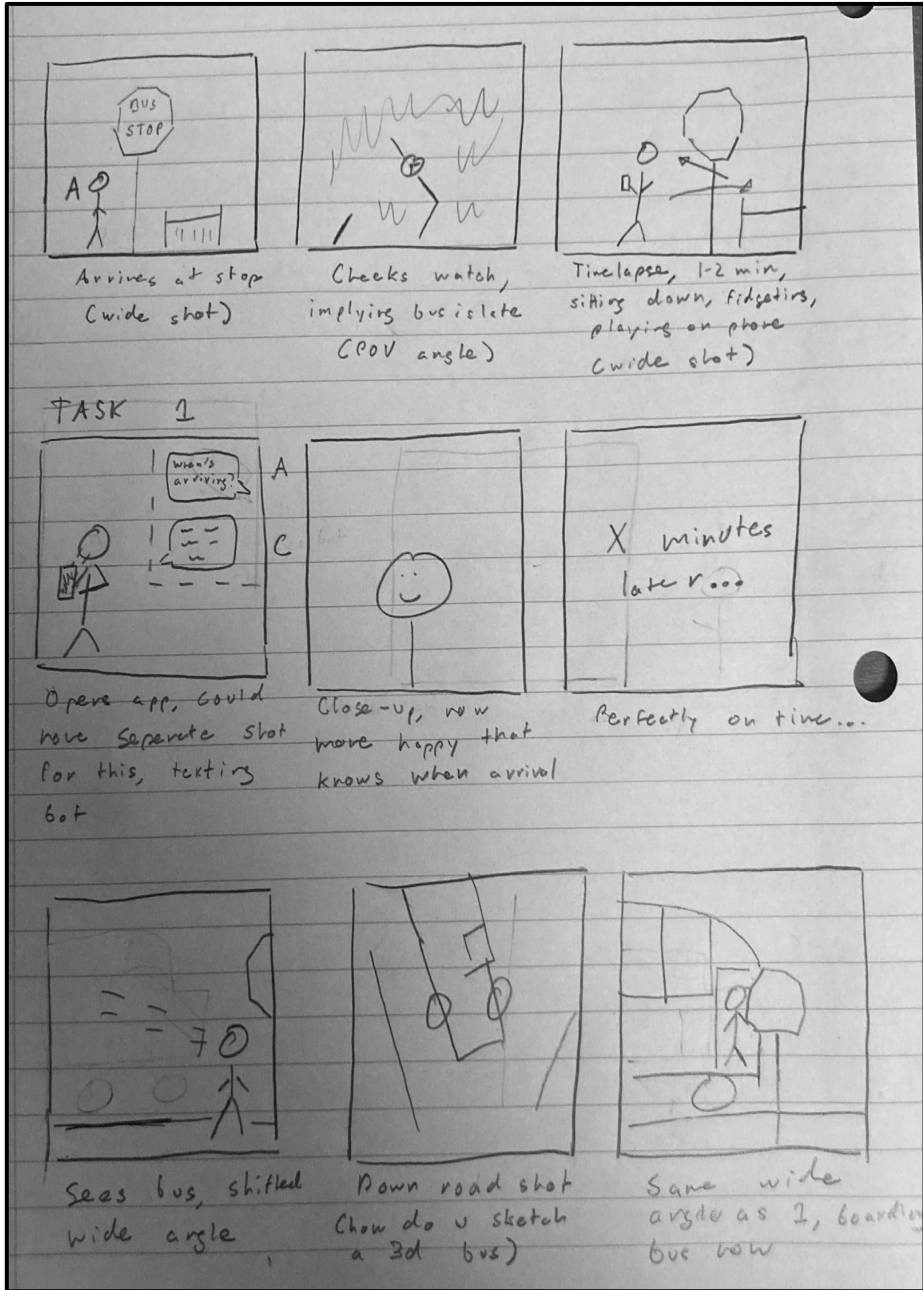 BUS
STOP
A
Arrives at stop
(wide shot)
Checks watch,
implying bus is late
(POV angle)
Timelapse, 1-2 min,
sitting down, fidgeting,
playing on phone
(wide shot)
TASK 1
when's
arriving?
A
C
Opens app, could
have separate shot
for this, texting
bot
Close-up, now
more happy that
knows when arrival
X minutes
later...
Perfectly on time...
Sees bus, shifted
wide angle
Down road shot
(how do u sketch
a 3d bus)
Same wide
angle as 1, boarding
bus now